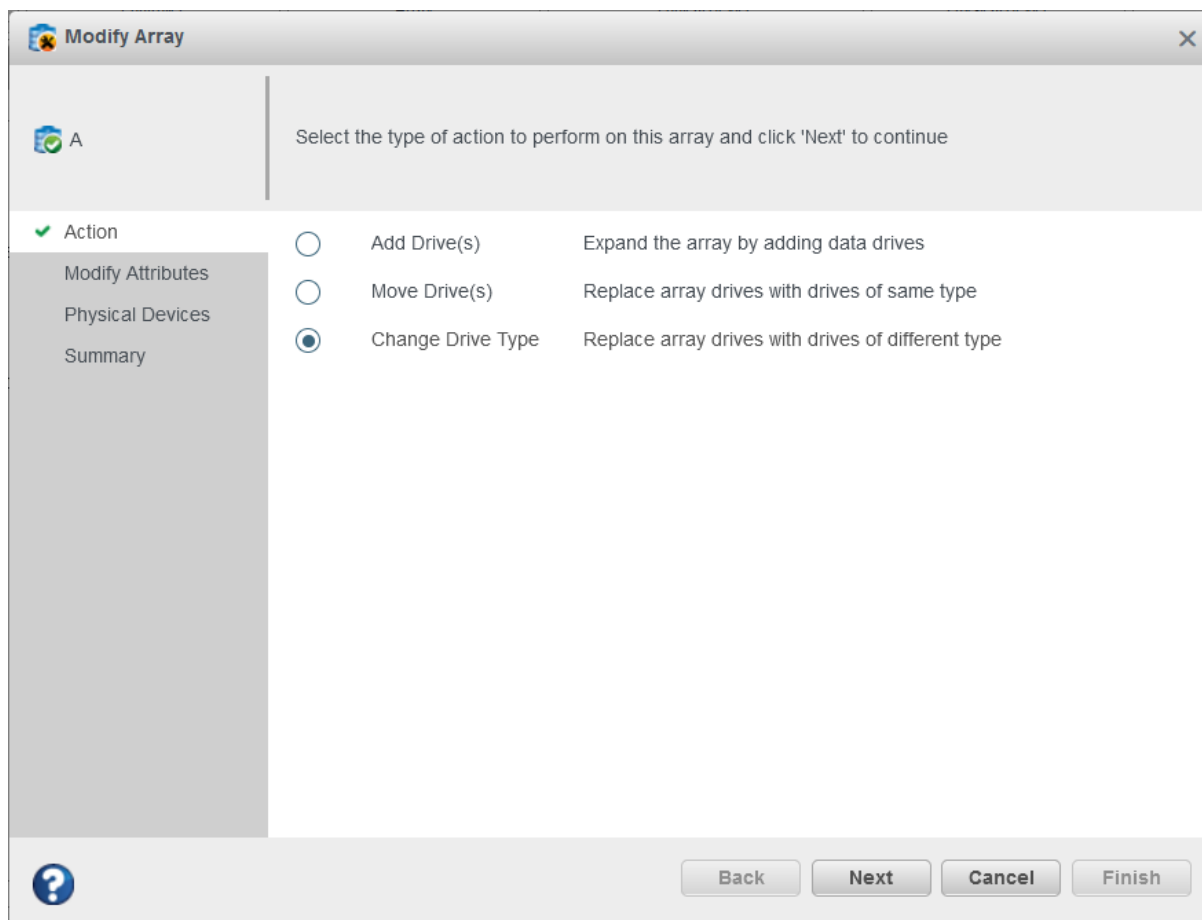 Modify Array
A
Select the type of action to perform on this array and click 'Next' to continue
Action
Modify Attributes
Physical Devices
Summary
Add Drive(s) Expand the array by adding data drives
Move Drive(s) Replace array drives with drives of same type
Change Drive Type Replace array drives with drives of different type
? Back Next Cancel Finish